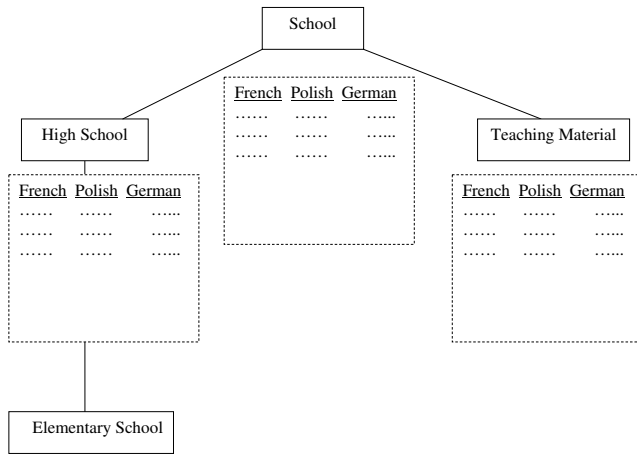 School
French Polish German
…… …… …...
…… …… …...
…… …… …...
High School
Teaching Material
French Polish German
…… …… …...
…… …… …...
…… …… …...
French Polish German
…… …… …...
…… …… …...
…… …… …...
Elementary School